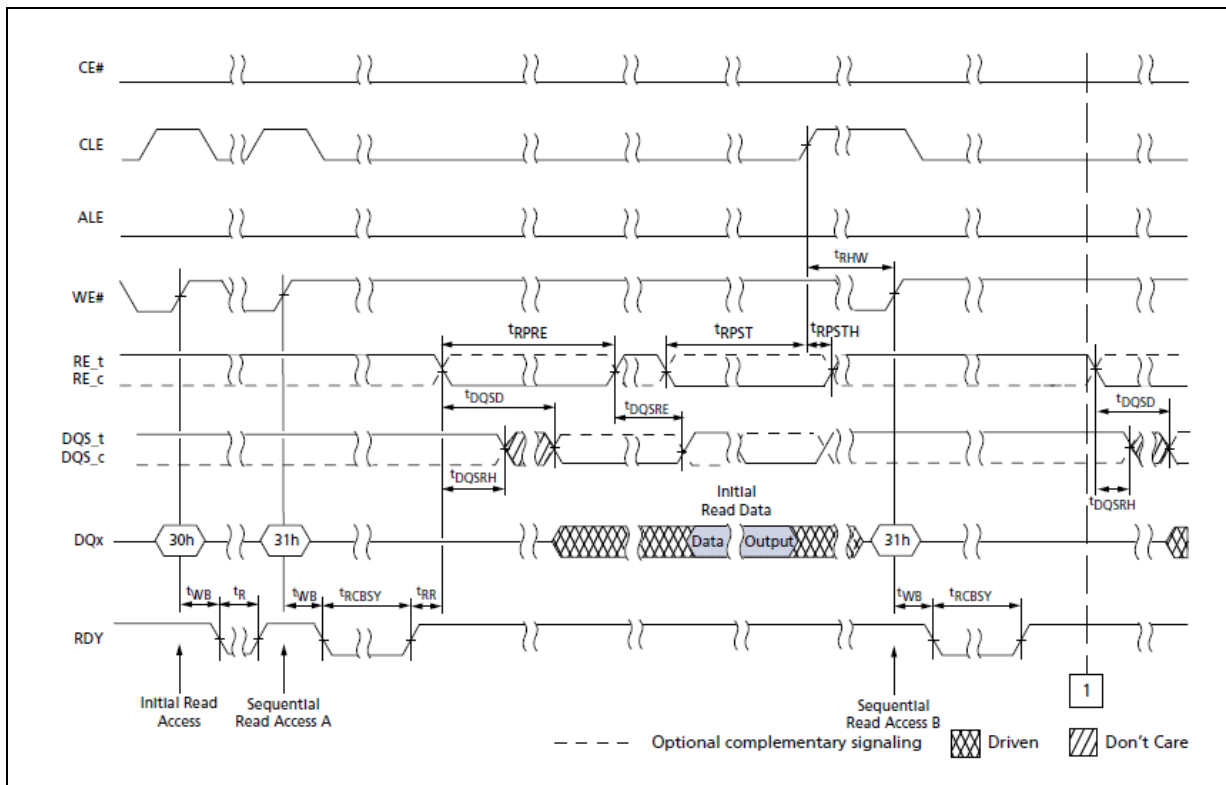 CE#
CLE
ALE
tRHW
WE#
tRPRE
tRPST
tRPSTH
RE_t
RE_c
tDQSD
tDQSRE
tDQSD
DQS_t
DQS_c
tDQSRH
tDQSRH
Initial
Read Data
DQx
30h
31h
Data
Output
31h
tWB
tR
tWB
tRCBSY
tRR
tWB
tRCBSY
RDY
Initial Read
Access
Sequential
Read Access A
Sequential
Read Access B
1
Optional complementary signaling
Driven
Don't Care